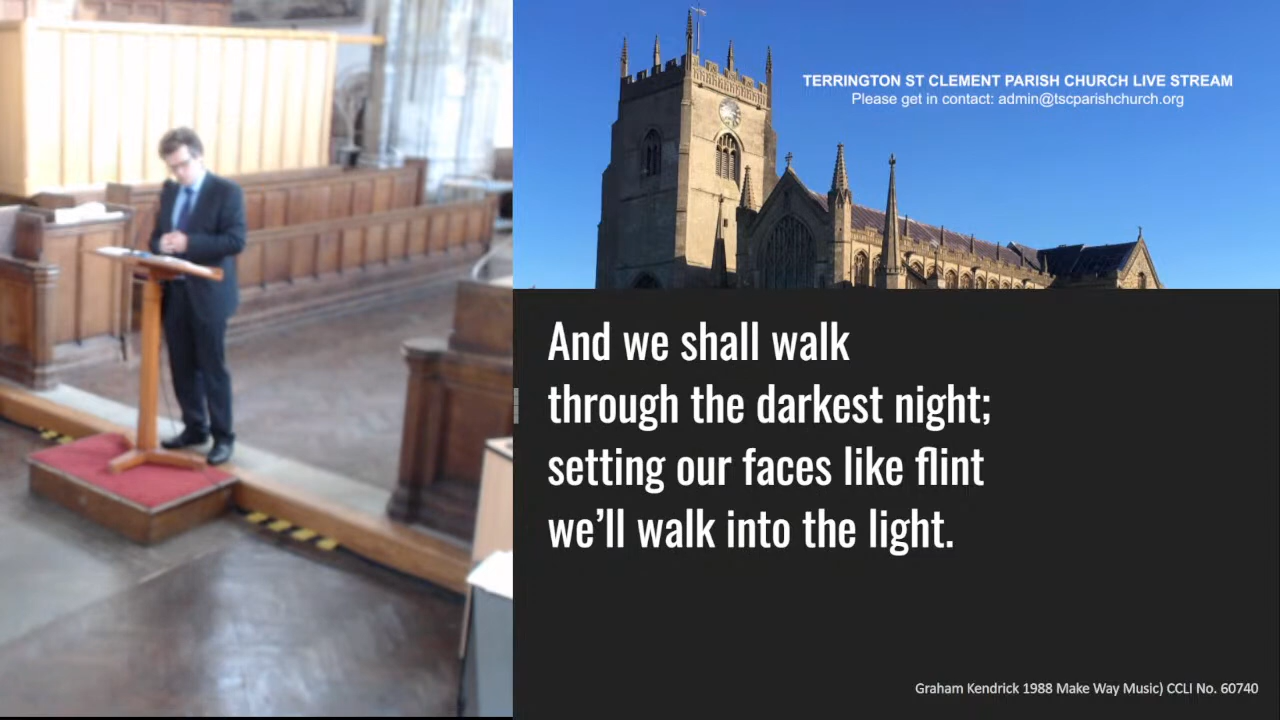 TERRINGTON ST CLEMENT PARISH CHURCH LIVE STREAM
Please get in contact: admin@tscparishchurch.org
And we shall walk
through the darkest night;
setting our faces like flint
we’ll walk into the light.
Graham Kendrick 1988 Make Way Music) CCLI No. 60740